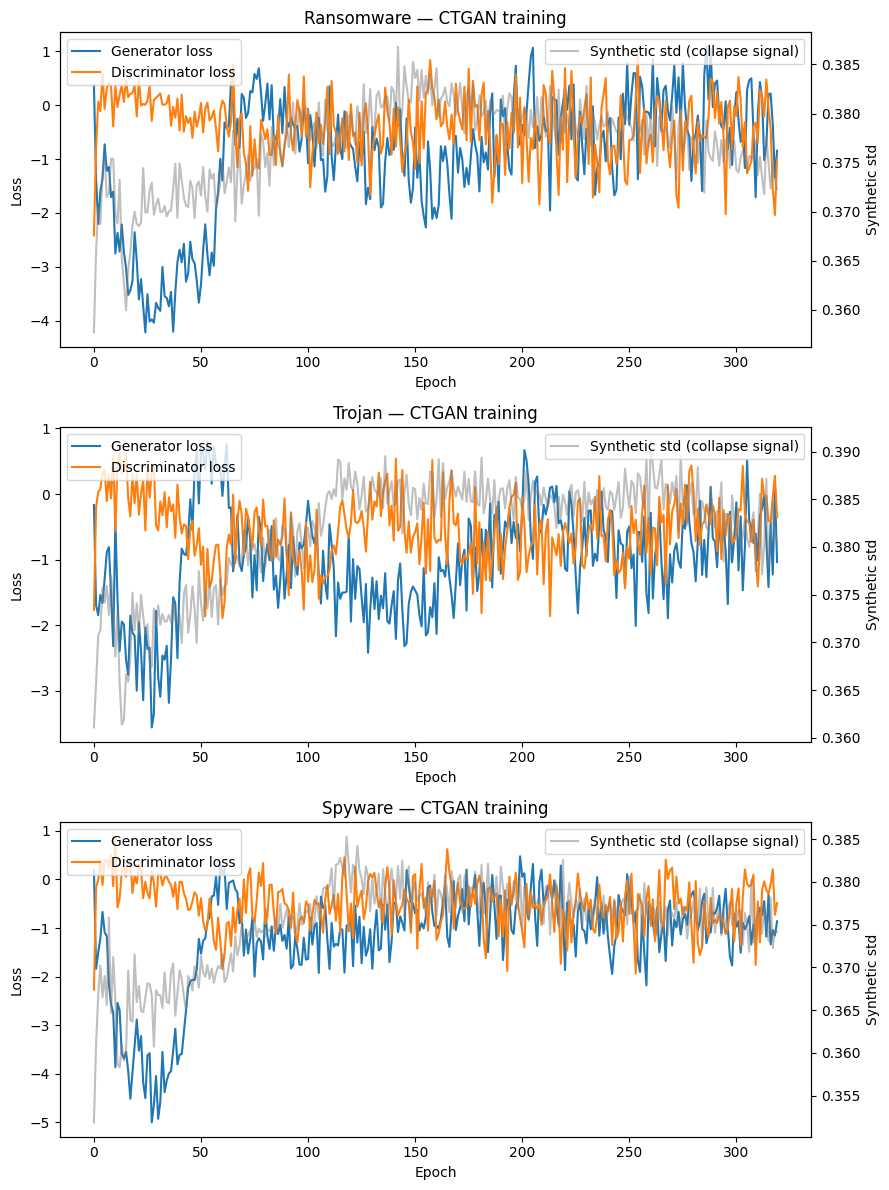 Ransomware — CTGAN training
Generator loss
Discriminator loss
Synthetic std (collapse signal)
1
0
−1
−2
−3
−4
Loss
0.385
0.380
0.375
0.370
0.365
0.360
Synthetic std
0 50 100 150 200 250 300
Epoch
Trojan — CTGAN training
Generator loss
Discriminator loss
Synthetic std (collapse signal)
1
0
−1
−2
−3
Loss
0.390
0.385
0.380
0.375
0.370
0.365
0.360
Synthetic std
0 50 100 150 200 250 300
Epoch
Spyware — CTGAN training
Generator loss
Discriminator loss
Synthetic std (collapse signal)
1
0
−1
−2
−3
−4
−5
Loss
0.385
0.380
0.375
0.370
0.365
0.360
0.355
Synthetic std
0 50 100 150 200 250 300
Epoch